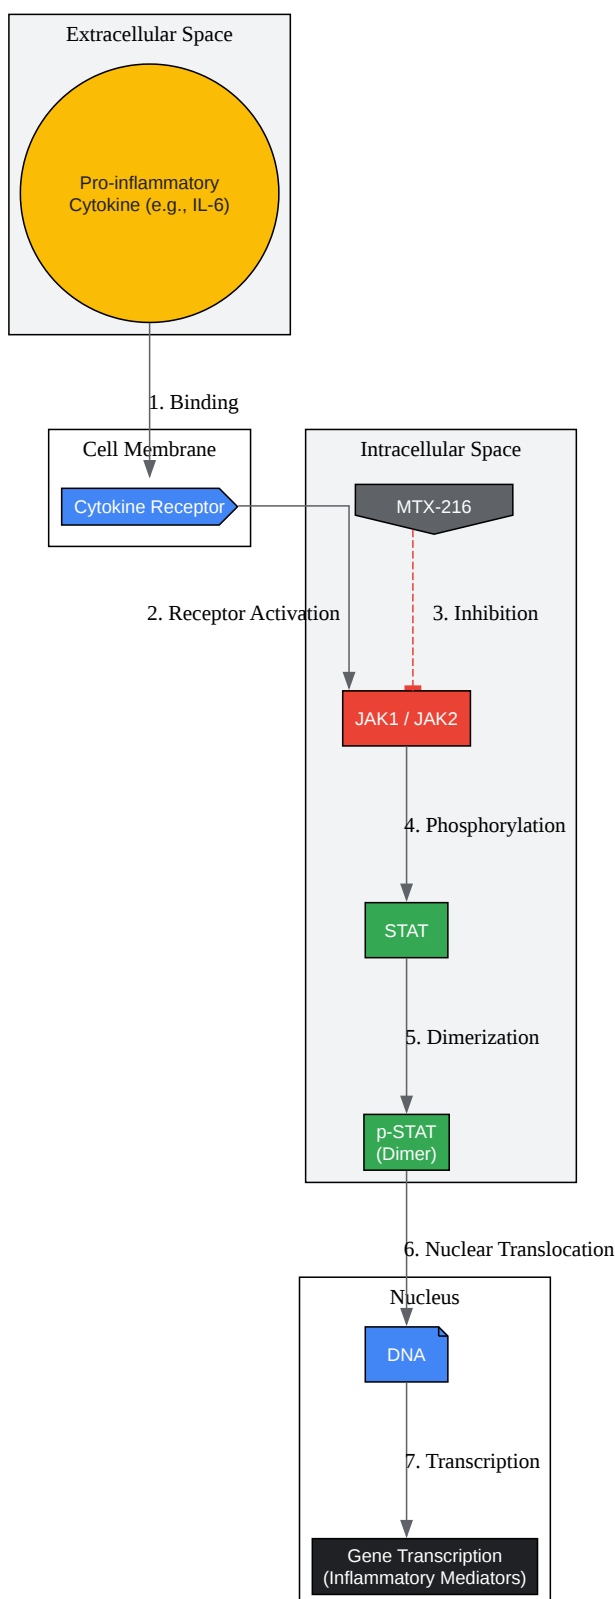 Extracellular Space
Pro-inflammatory
Cytokine (e.g., IL-6)
1. Binding
Cell Membrane
Cytokine Receptor
Intracellular Space
MTX-216
2. Receptor Activation
3. Inhibition
JAK1 / JAK2
4. Phosphorylation
STAT
5. Dimerization
p-STAT
(Dimer)
6. Nuclear Translocation
Nucleus
DNA
7. Transcription
Gene Transcription
(Inflammatory Mediators)